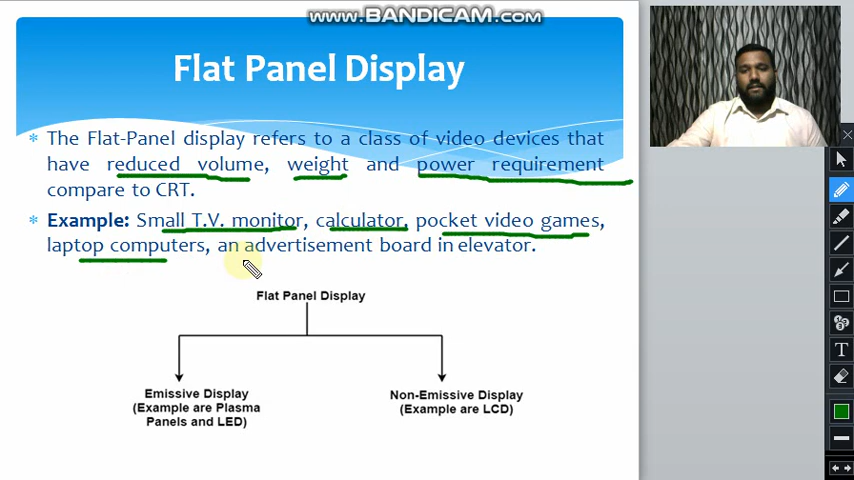 www.BANDICAM.com
Flat Panel Display
The Flat-Panel display refers to a class of video devices that
have reduced volume, weight and power requirement
compare to CRT.
Example: Small T.V. monitor, calculator, pocket video games,
laptop computers, an advertisement board in elevator.
Flat Panel Display
Emissive Display
(Example are Plasma
Panels and LED)
Non-Emissive Display
(Example are LCD)
T